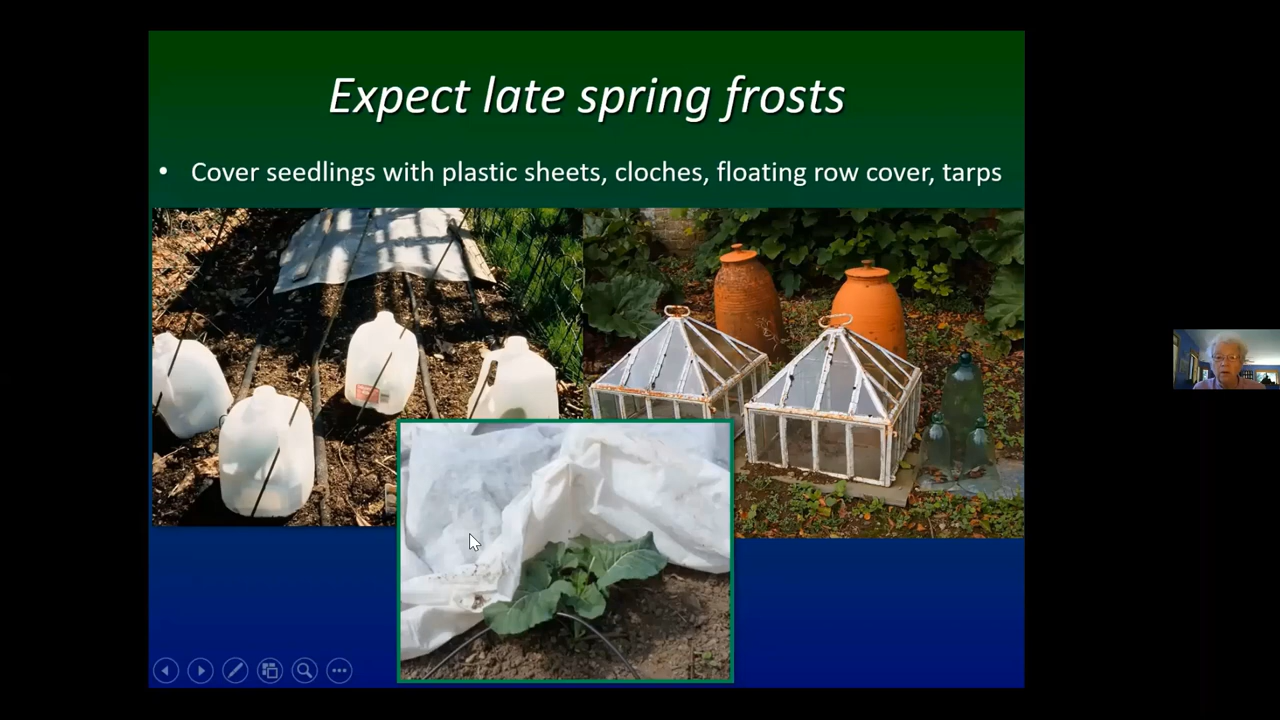 Expect late spring frosts
• Cover seedlings with plastic sheets, cloches, floating row cover, tarps